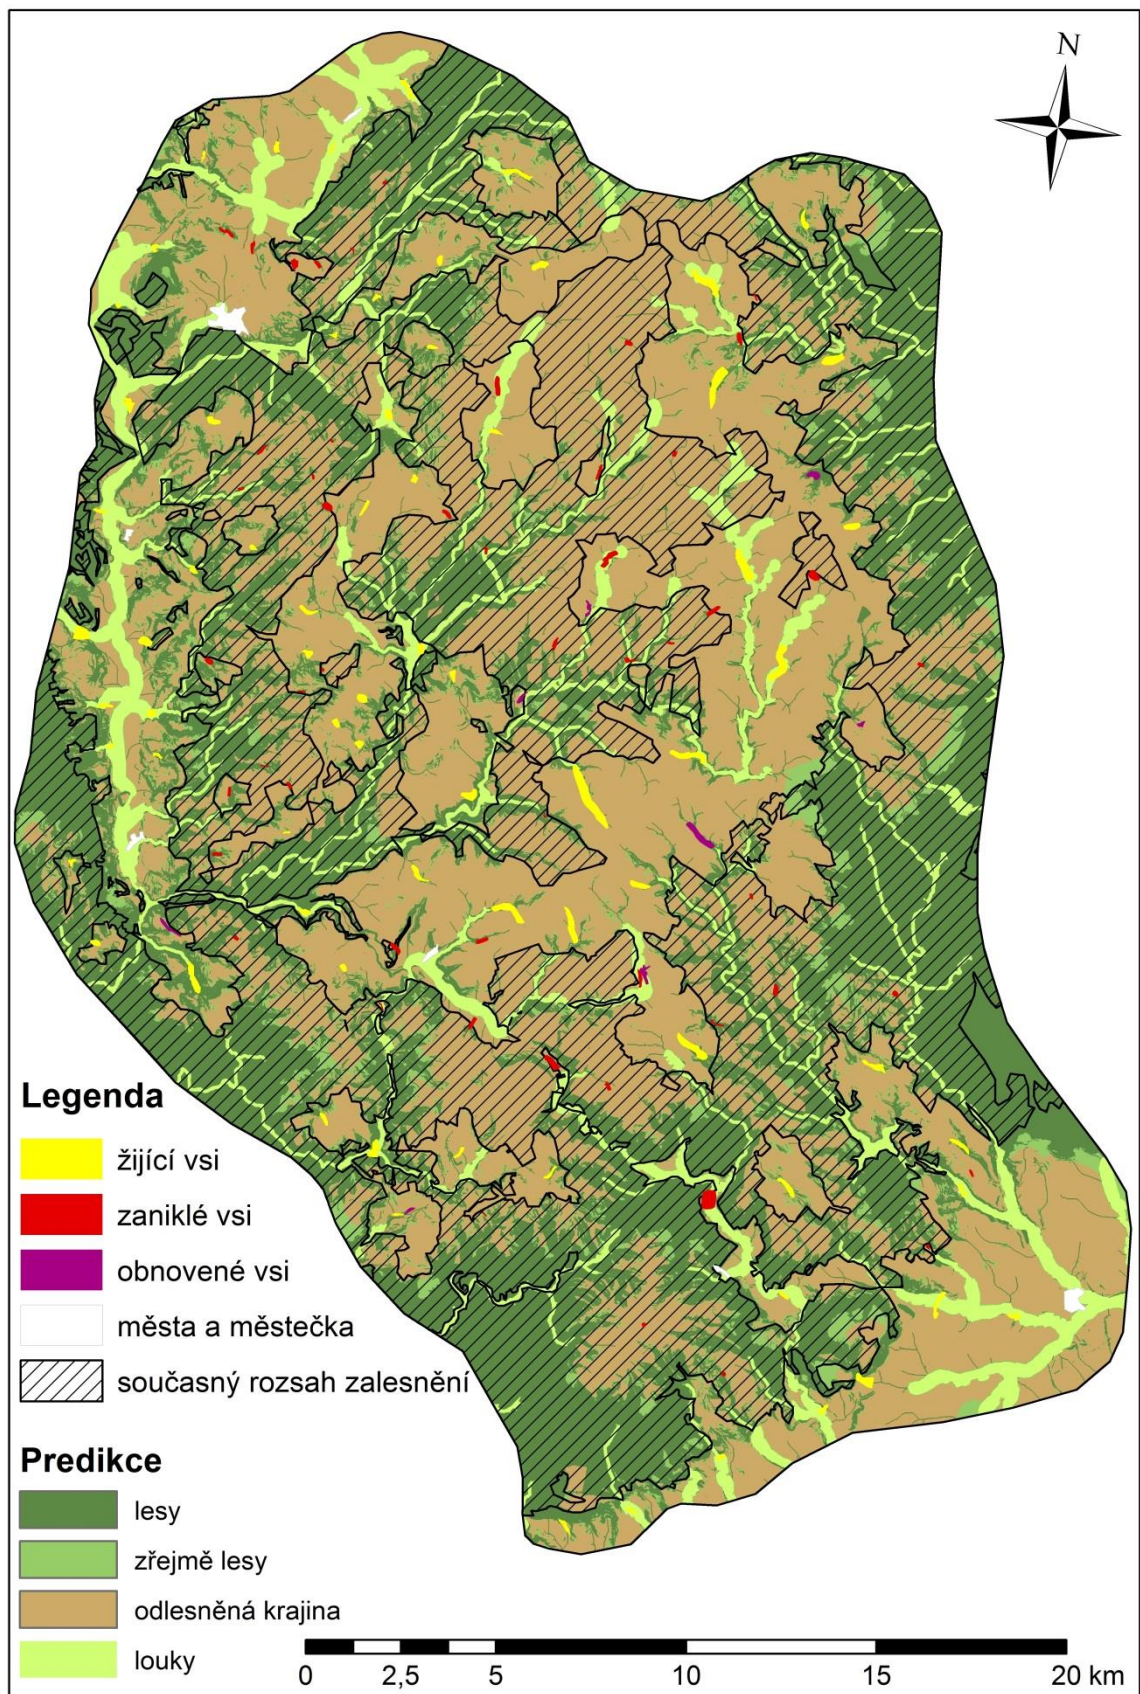 N
Legenda
žijící vsi
zaniklé vsi
obnovené vsi
města a městečka
současný rozsah zalesnění
Predikce
lesy
zřejmě lesy
odlesněná krajina
louky
0 2,5 5 10 15 20 km